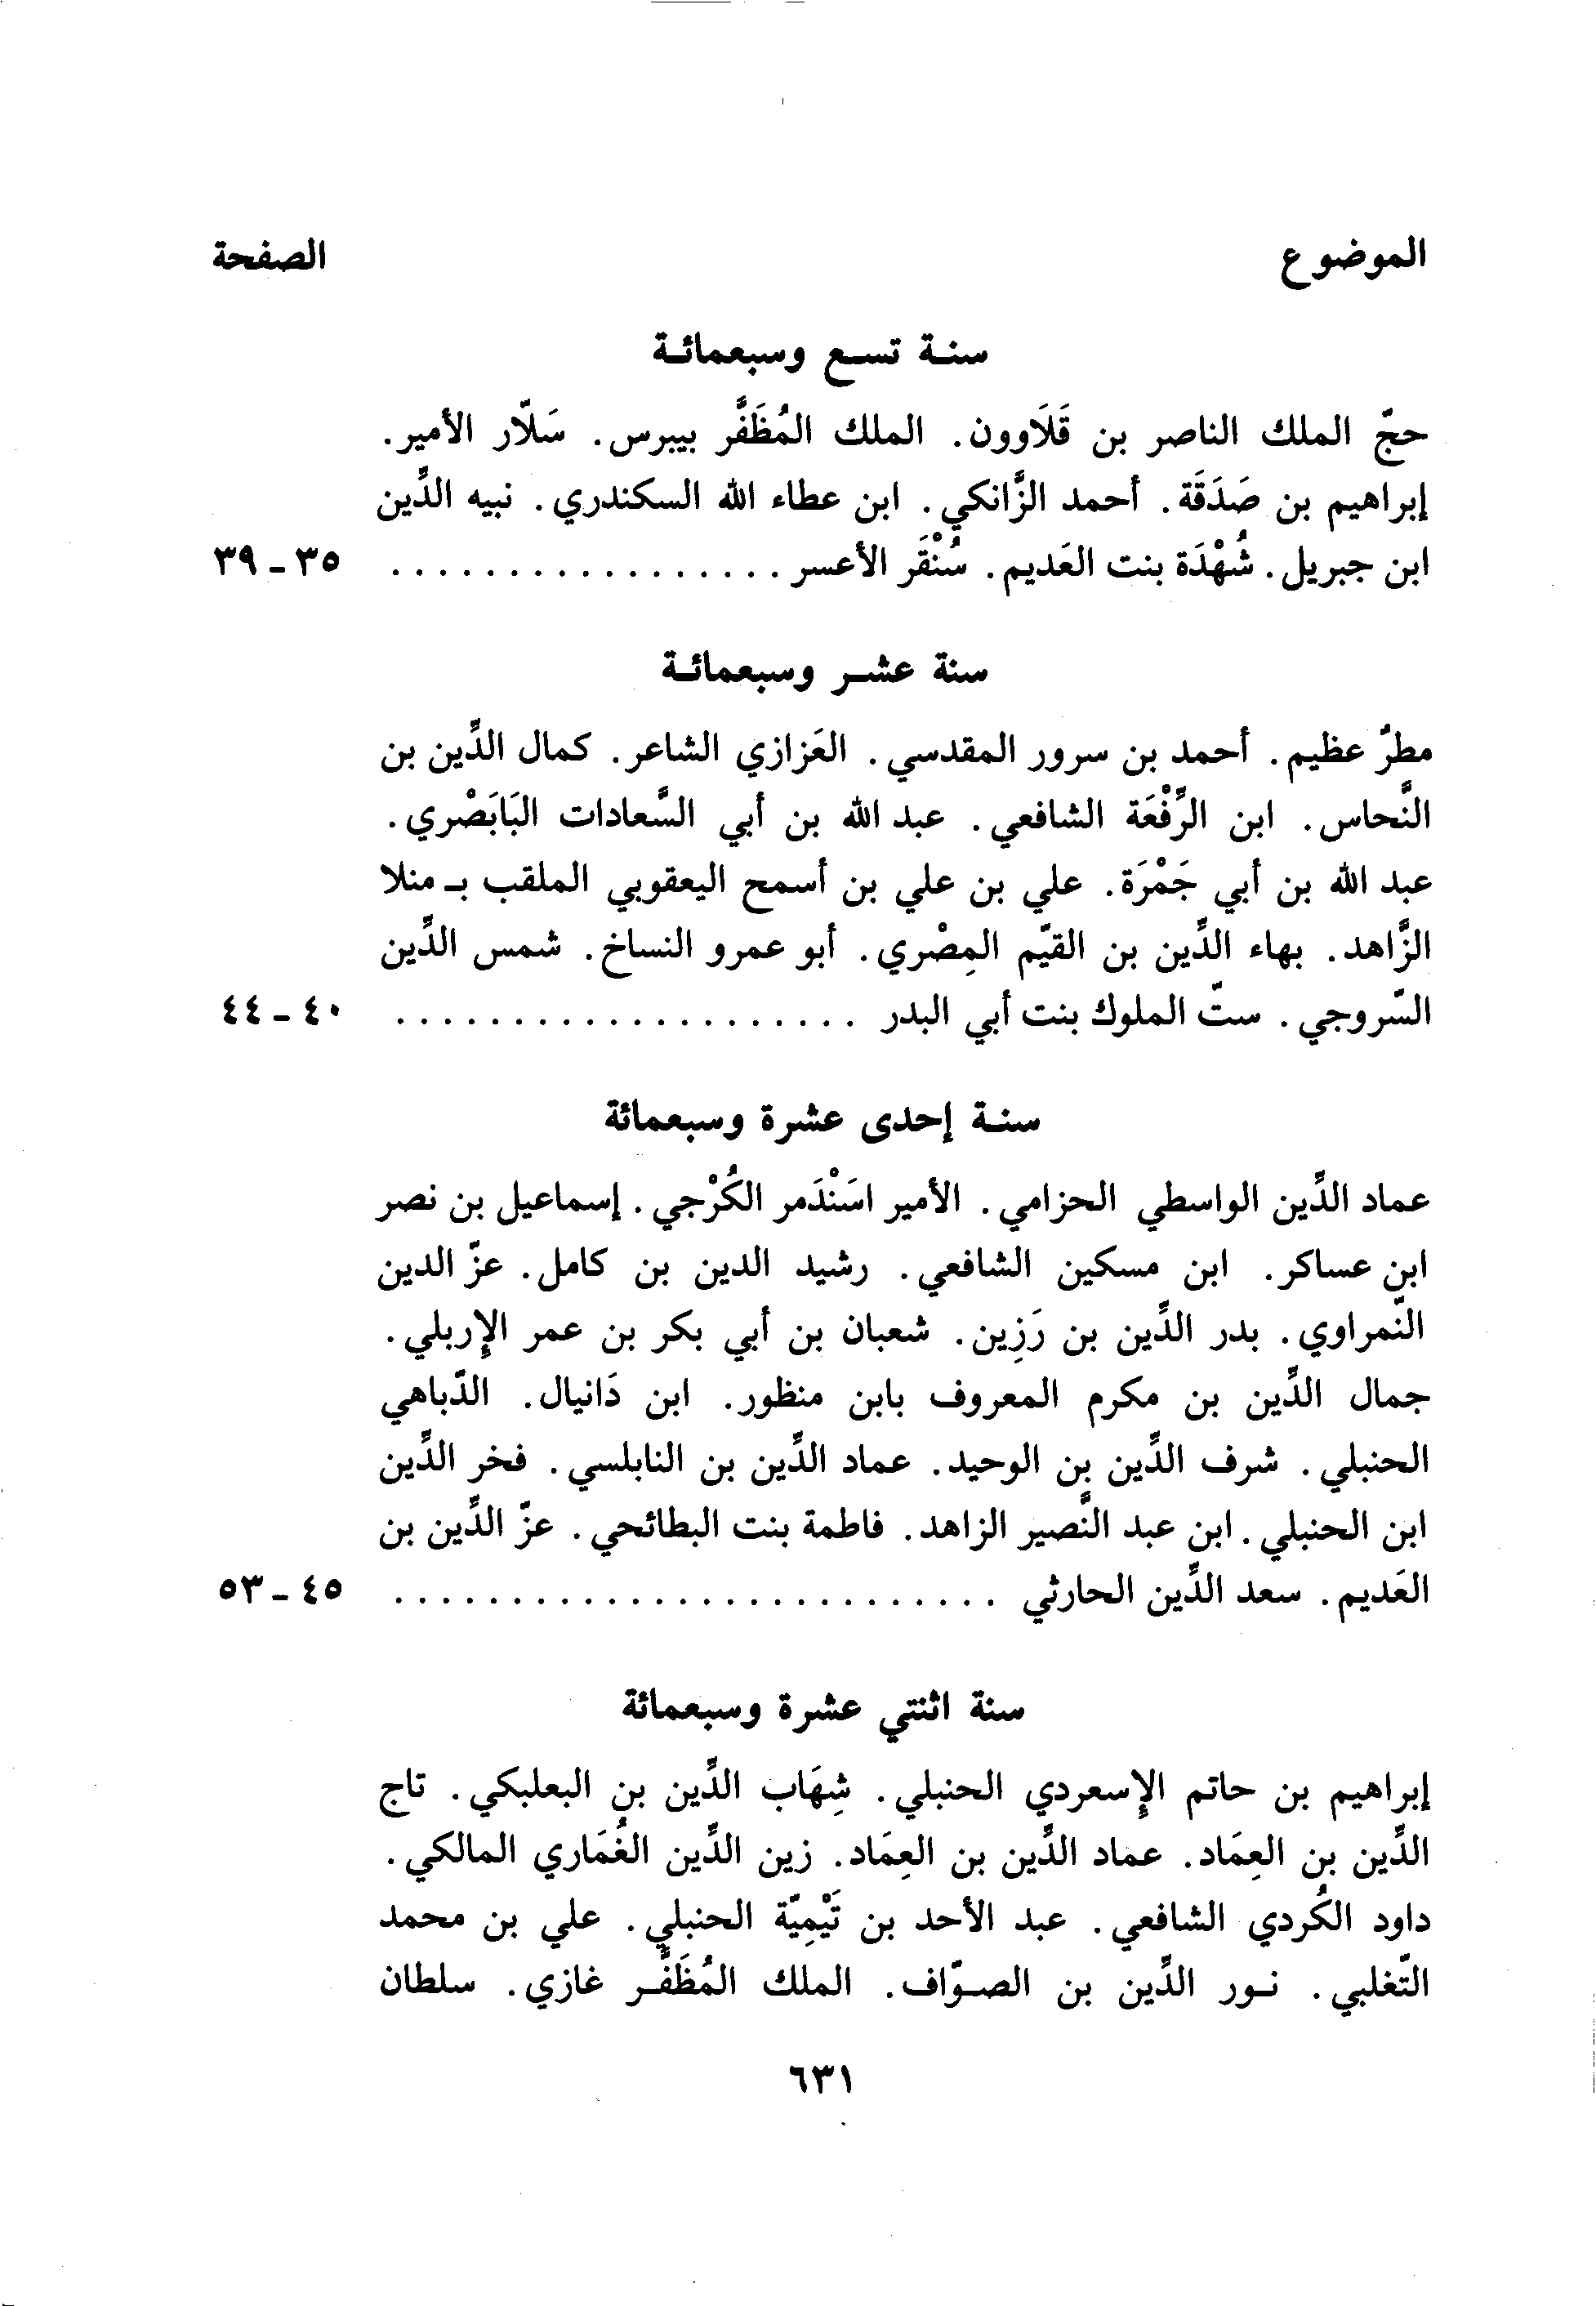 الموضوع الصفحة
سنة تسع وسبعمائة
حجّ الملك الناصر بن قَلَاوون. الملك المُظَفَّر بيبرس. سَلّار الأمير.
إبراهيم بن صَدَقَة. أحمد الزَّانكي. ابن عطاء الله السكندري. نبيه الدِّين
ابن جبريل. شُهْدَة بنت العَديم. سُنْقَر الأعسر . . . . . . . . . . . . . . . . . ٣٥ - ٣٩
سنة عشر وسبعمائة
مطرٌ عظيم. أحمد بن سرور المقدسي. العَزازي الشاعر. كمال الدِّين بن
النَّحاس. ابن الرِّفْعَة الشافعي. عبد الله بن أبي السَّعادات البَابَصْري.
عبد الله بن أبي جَمْرَة. علي بن علي بن أسمح اليعقوبي الملقب بـ منلا
الزَّاهد. بهاء الدِّين بن القيّم المِصْري. أبو عمرو النساخ. شمس الدِّين
السّروجي. ستّ الملوك بنت أبي البدر . . . . . . . . . . . . . . . . . . . . ٤٠ - ٤٤
سنة إحدى عشرة وسبعمائة
عماد الدِّين الواسطي الحزامي. الأمير اسَنْدَمر الكُرْجي. إسماعيل بن نصر
ابن عساكر. ابن مسكين الشافعي. رشيد الدين بن كامل. عزّ الدين
النّمراوي. بدر الدِّين بن رَزِين. شعبان بن أبي بكر بن عمر الإربلي.
جمال الدِّين بن مكرم المعروف بابن منظور. ابن دَانيال. الدّباهي
الحنبلي. شرف الدِّين بن الوحيد. عماد الدِّين بن النابلسي. فخر الدِّين
ابن الحنبلي. ابن عبد النَّصير الزاهد. فاطمة بنت البطائحي. عزّ الدِّين بن
العَديم. سعد الدِّين الحارثي . . . . . . . . . . . . . . . . . . . . . . . . . . ٤٥ - ٥٣
سنة اثنتي عشرة وسبعمائة
إبراهيم بن حاتم الإسعردي الحنبلي. شِهَاب الدِّين بن البعلبكي. تاج
الدِّين بن العِمَاد. عماد الدِّين بن العِمَاد. زين الدِّين الغُمَاري المالكي.
داود الكُردي الشافعي. عبد الأحد بن تَيْمِيّة الحنبلي. علي بن محمد
التّغلبي. نور الدِّين بن الصوّاف. الملك المُظَفَّر غازي. سلطان
٦٣١